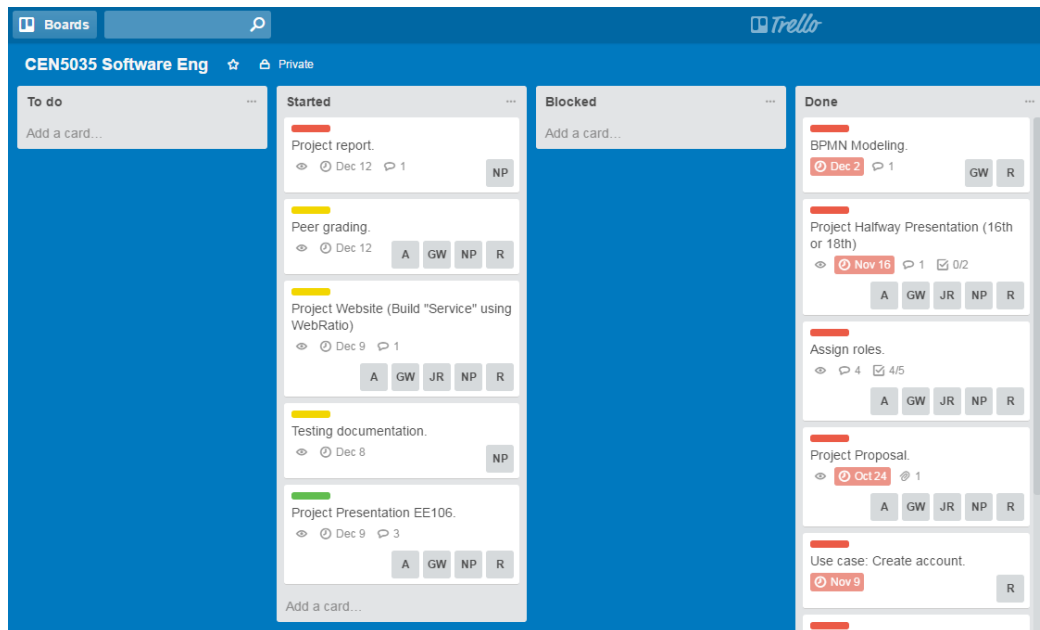 Boards
Trello
CEN5035 Software Eng
Private
To do
Add a card...
Started
Project report.
Dec 12 1
NP
Peer grading.
Dec 12
A GW NP R
Project Website (Build "Service" using
WebRatio)
Dec 9 1
A GW JR NP R
Testing documentation.
Dec 8
NP
Project Presentation EE106.
Dec 9 3
A GW NP R
Add a card...
Blocked
Add a card...
Done
BPMN Modeling.
Dec 2 1
GW R
Project Halfway Presentation (16th
or 18th)
Nov 16 1 0/2
A GW JR NP R
Assign roles.
4 4/5
A GW JR NP R
Project Proposal.
Oct 24 1
A GW JR NP R
Use case: Create account.
Nov 9
R